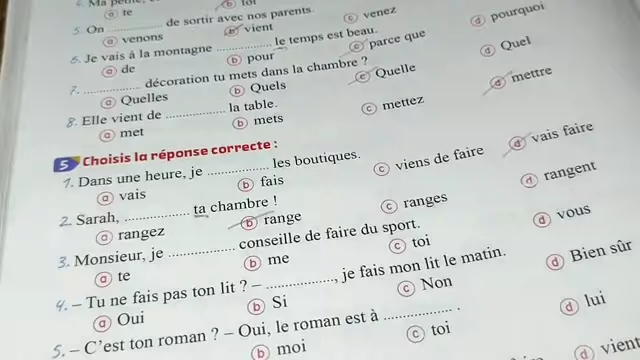 4. Ma
ⓐ te ⓑ toi
5. On ............ de sortir avec nos parents.
ⓐ venons ⓑ vient ⓒ venez
6. Je vais à la montagne ............ le temps est beau.
ⓐ de ⓑ pour ⓒ parce que ⓓ pourquoi
7. ............ décoration tu mets dans la chambre ?
ⓐ Quelles ⓑ Quels ⓒ Quelle ⓓ Quel
8. Elle vient de ............ la table.
ⓐ met ⓑ mets ⓒ mettez ⓓ mettre
5 Choisis la réponse correcte :
1. Dans une heure, je ............ les boutiques.
ⓐ vais ⓑ fais ⓒ viens de faire ⓓ vais faire
2. Sarah, ............ ta chambre !
ⓐ rangez ⓑ range ⓒ ranges ⓓ rangent
3. Monsieur, je ............ conseille de faire du sport.
ⓐ te ⓑ me ⓒ toi ⓓ vous
4. – Tu ne fais pas ton lit ? – ............, je fais mon lit le matin.
ⓐ Oui ⓑ Si ⓒ Non ⓓ Bien sûr
5. – C'est ton roman ? – Oui, le roman est à ............ .
ⓑ moi ⓒ toi ⓓ lui
ⓓ vient